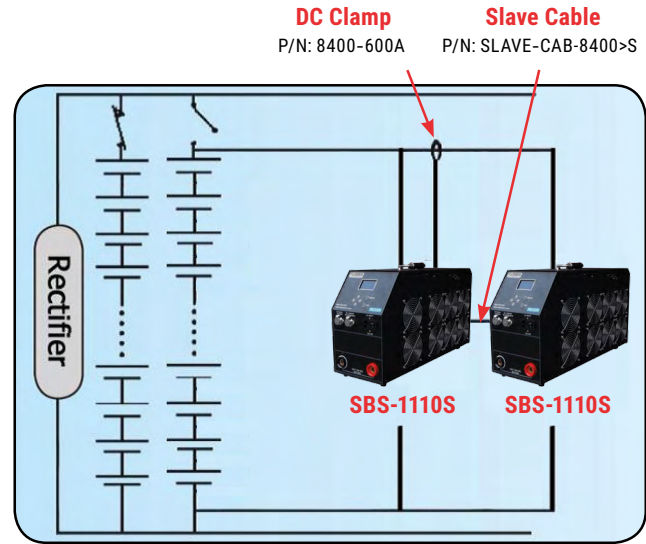 DC Clamp
P/N: 8400-600A
Slave Cable
P/N: SLAVE-CAB-8400>S
Rectifier
SBS-1110S
SBS-1110S